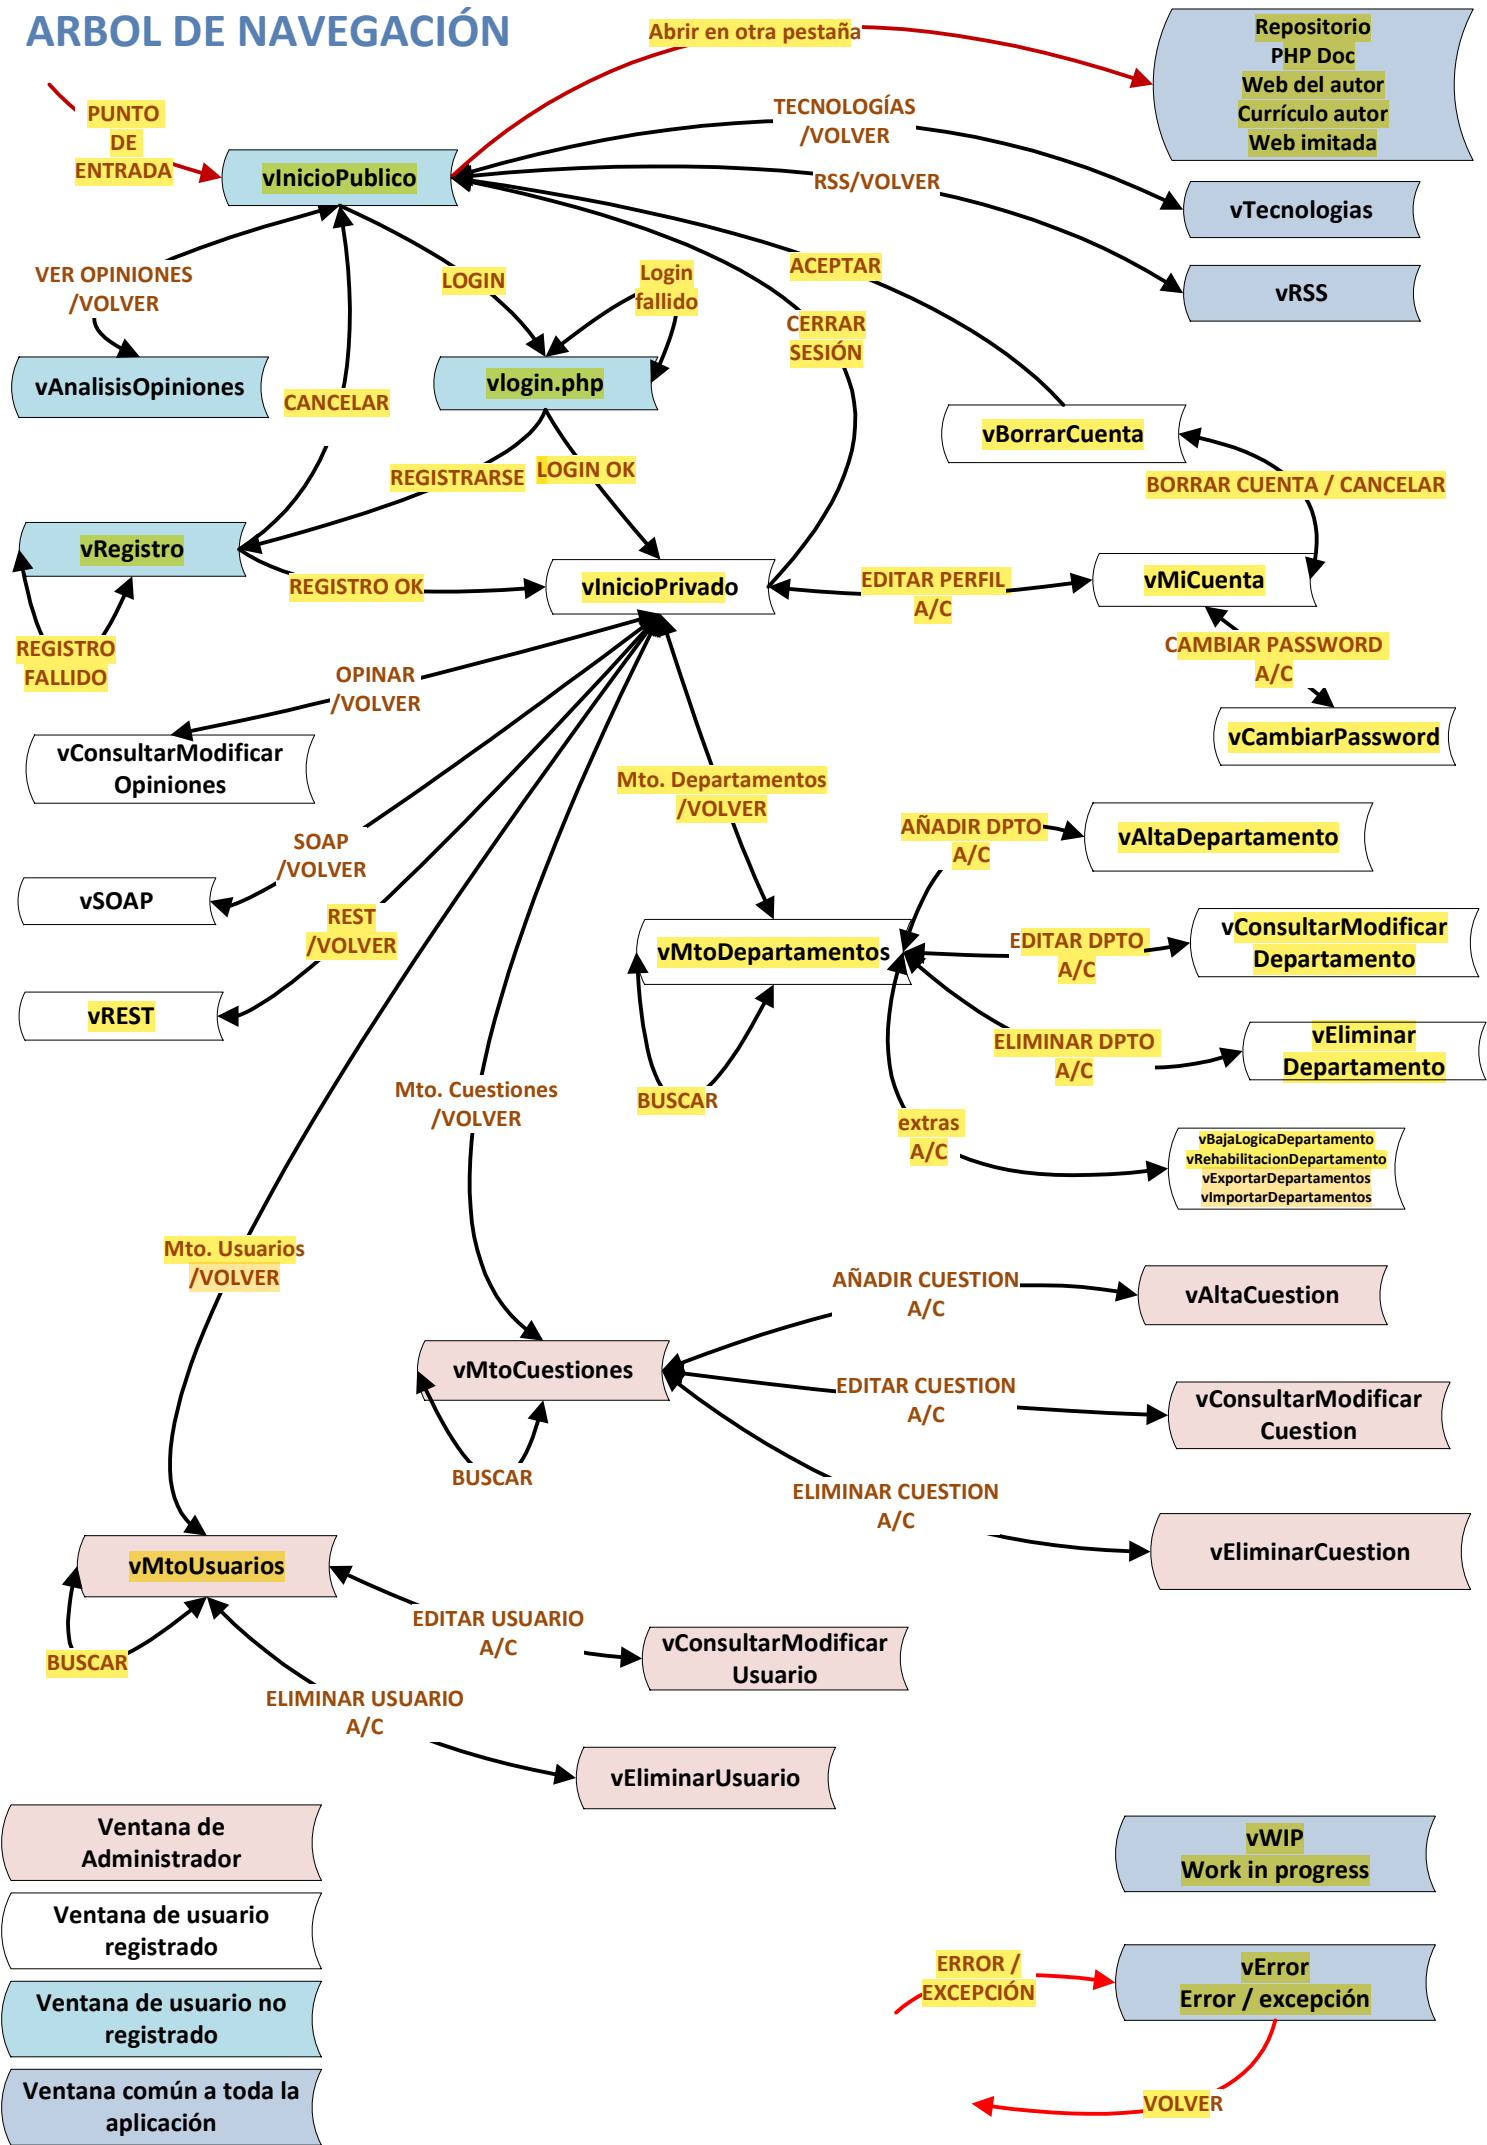 ARBOL DE NAVEGACIÓN
Abrir en otra pestaña
Repositorio
PHP Doc
Web del autor
Currículo autor
Web imitada
PUNTO
DE
ENTRADA
TECNOLOGÍAS
/VOLVER
vInicioPublico
RSS/VOLVER
vTecnologias
VER OPINIONES
/VOLVER
LOGIN
Login
fallido
ACEPTAR
vRSS
CERRAR
SESIÓN
vAnalisisOpiniones
CANCELAR
vlogin.php
vBorrarCuenta
REGISTRARSE
LOGIN OK
BORRAR CUENTA / CANCELAR
vRegistro
REGISTRO OK
vInicioPrivado
EDITAR PERFIL
A/C
vMiCuenta
REGISTRO
FALLIDO
CAMBIAR PASSWORD
A/C
OPINAR
/VOLVER
vCambiarPassword
vConsultarModificar
Opiniones
Mto. Departamentos
/VOLVER
SOAP
/VOLVER
AÑADIR DPTO
A/C
vAltaDepartamento
vSOAP
REST
/VOLVER
vMtoDepartamentos
EDITAR DPTO
A/C
vConsultarModificar
Departamento
vREST
ELIMINAR DPTO
A/C
vEliminar
Departamento
Mto. Cuestiones
/VOLVER
BUSCAR
extras
A/C
vBajaLogicaDepartamento
vRehabilitacionDepartamento
vExportarDepartamentos
vImportarDepartamentos
Mto. Usuarios
/VOLVER
AÑADIR CUESTION
A/C
vAltaCuestion
vMtoCuestiones
EDITAR CUESTION
A/C
vConsultarModificar
Cuestion
BUSCAR
ELIMINAR CUESTION
A/C
vEliminarCuestion
vMtoUsuarios
EDITAR USUARIO
A/C
vConsultarModificar
Usuario
BUSCAR
ELIMINAR USUARIO
A/C
vEliminarUsuario
Ventana de
Administrador
vWIP
Work in progress
Ventana de usuario
registrado
ERROR /
EXCEPCIÓN
vError
Error / excepción
Ventana de usuario no
registrado
Ventana común a toda la
aplicación
VOLVER